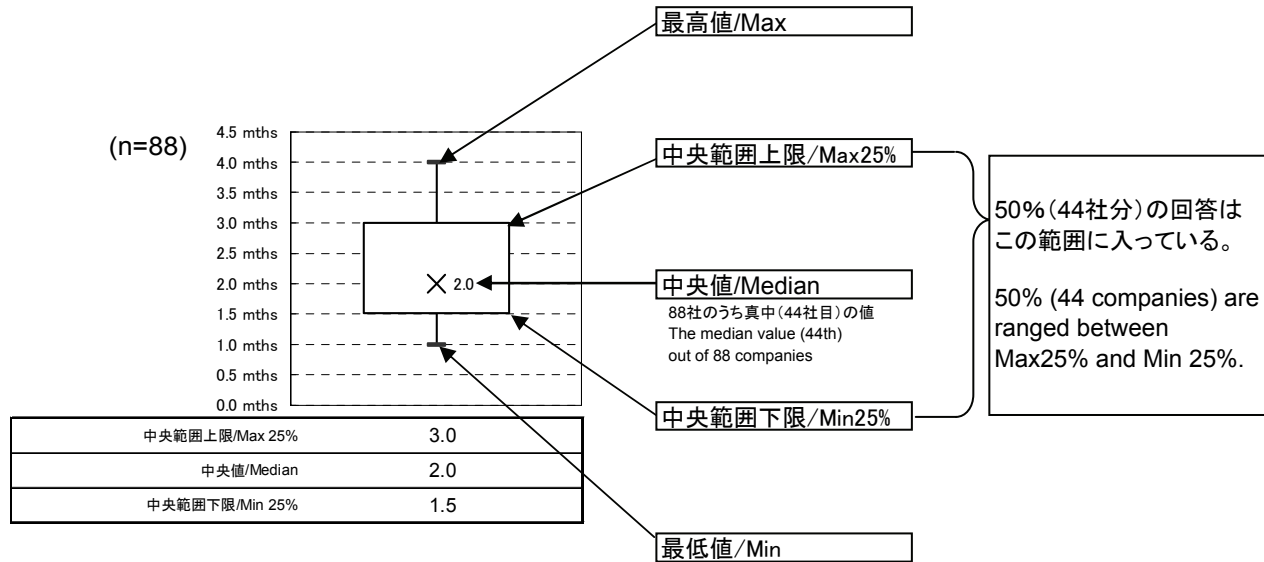 最高値/Max
(n=88)
4.5 mths
4.0 mths
3.5 mths
3.0 mths
2.5 mths
2.0 mths
1.5 mths
1.0 mths
0.5 mths
0.0 mths
2.0
中央範囲上限/Max25%
中央値/Median
88社のうち真中(44社目)の値
The median value (44th)
out of 88 companies
中央範囲下限/Min25%
最低値/Min
50%(44社分)の回答は
この範囲に入っている。
50% (44 companies) are
ranged between
Max25% and Min 25%.
中央範囲上限/Max 25% 3.0
中央値/Median 2.0
中央範囲下限/Min 25% 1.5